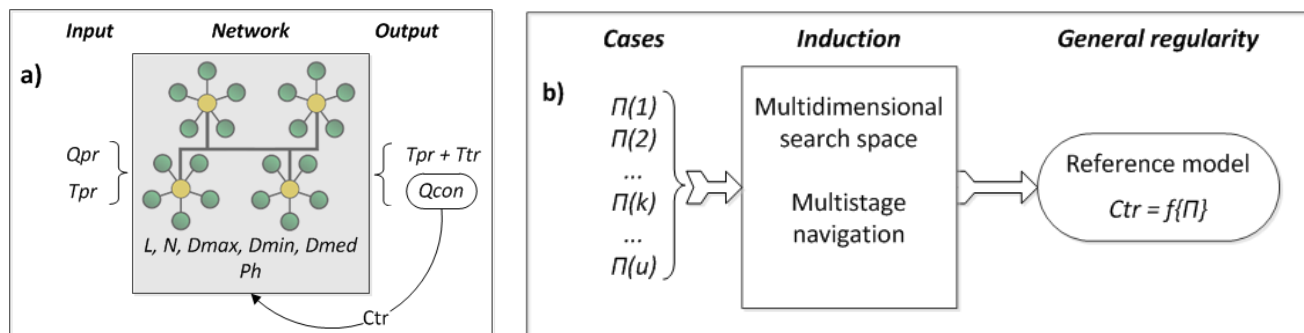 Input Network Output
a)
Qpr
Tpr
Tpr + Ttr
Qcon
L, N, Dmax, Dmin, Dmed
Ph
Ctr
Cases Induction General regularity
b)
Π(1)
Π(2)
...
Π(k)
...
Π(u)
Multidimensional
search space
Multistage
navigation
Reference model
Ctr = f{Π}